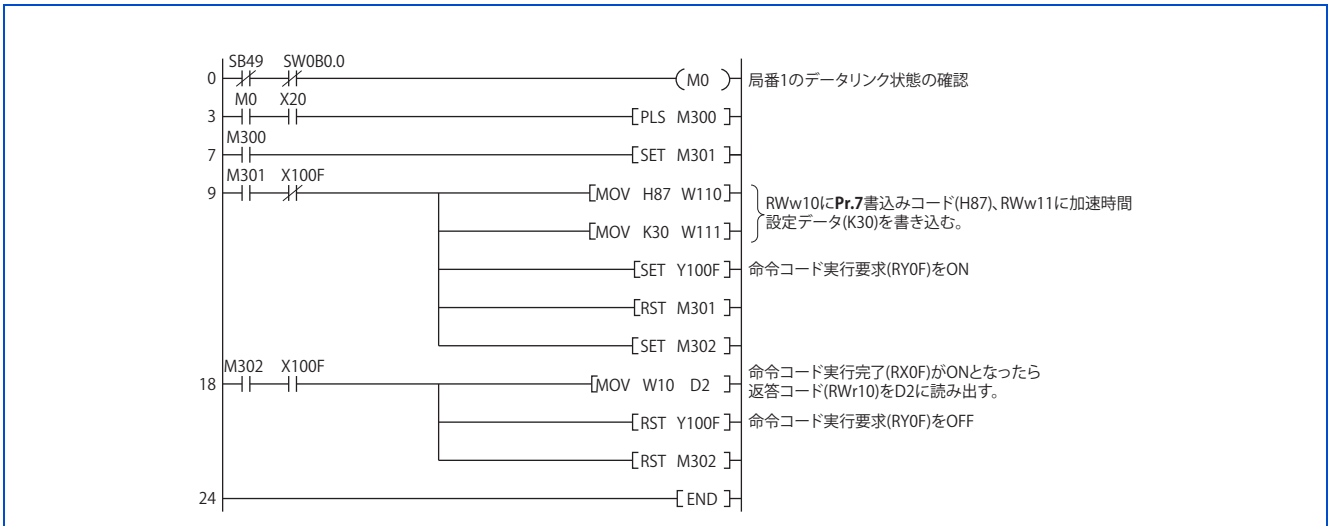 SB49 SW0B0.0
0 M0 局番1のデータリンク状態の確認
M0 X20
3 PLS M300
M300
7 SET M301
M301 X100F
9 MOV H87 W110
RWw10にPr.7書込みコード(H87)、RWw11に加速時間
MOV K30 W111 設定データ(K30)を書き込む。
SET Y100F 命令コード実行要求(RY0F)をON
RST M301
SET M302
M302 X100F
命令コード実行完了(RX0F)がONとなったら
18 MOV W10 D2 返答コード(RWr10)をD2に読み出す。
RST Y100F 命令コード実行要求(RY0F)をOFF
RST M302
24 END